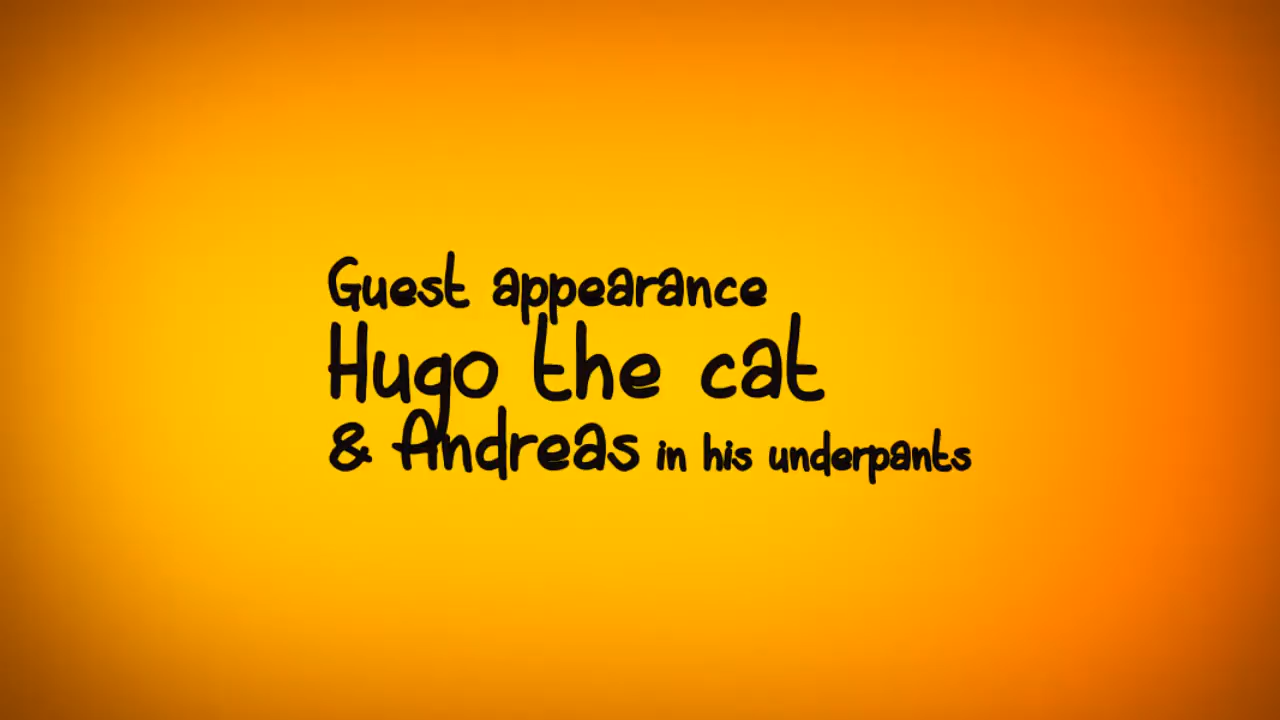 Guest appearance
Hugo the cat
& Andreas in his underpants